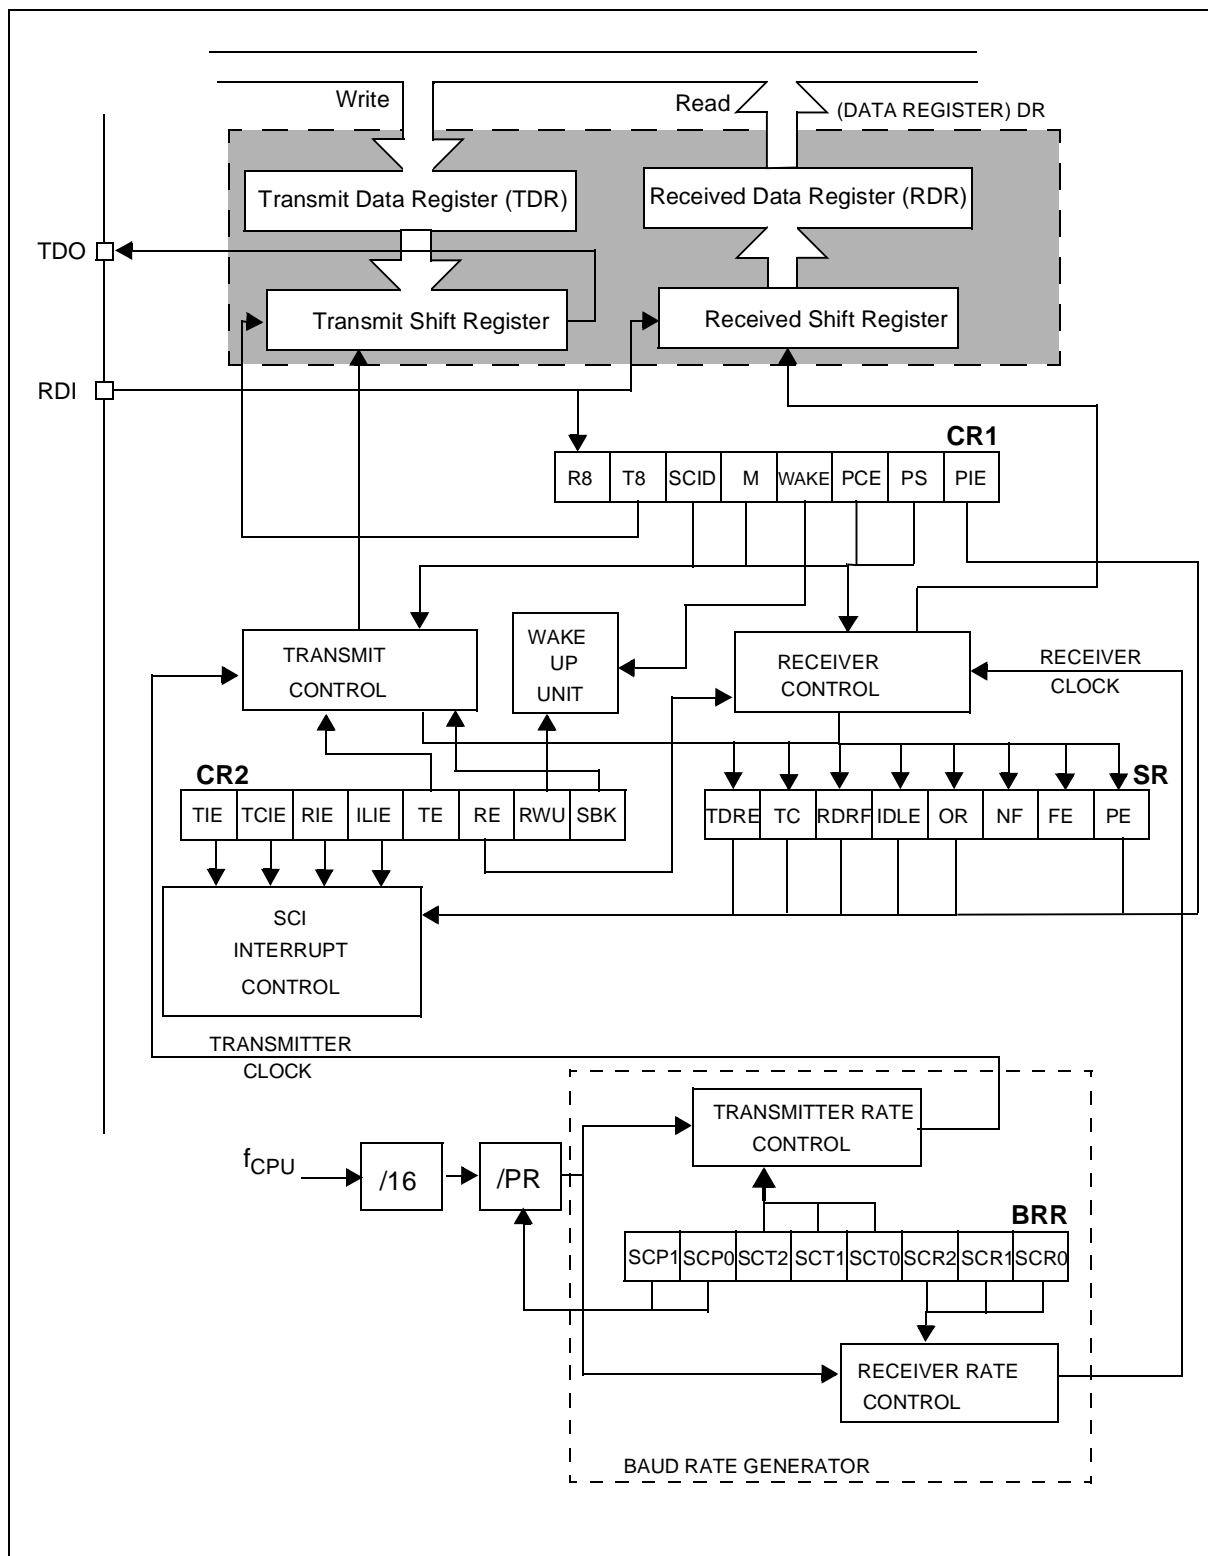 Write
Read
(DATA REGISTER) DR
Transmit Data Register (TDR)
Received Data Register (RDR)
TDO
Transmit Shift Register
Received Shift Register
RDI
CR1
R8 T8 SCID M WAKE PCE PS PIE
TRANSMIT
CONTROL
WAKE
UP
UNIT
RECEIVER
CONTROL
RECEIVER
CLOCK
CR2
TIE TCIE RIE ILIE TE RE RWU SBK
SR
TDRE TC RDRF IDLE OR NF FE PE
SCI
INTERRUPT
CONTROL
TRANSMITTER
CLOCK
TRANSMITTER RATE
CONTROL
fCPU
/16
/PR
BRR
SCP1 SCP0 SCT2 SCT1 SCT0 SCR2 SCR1 SCR0
RECEIVER RATE
CONTROL
BAUD RATE GENERATOR